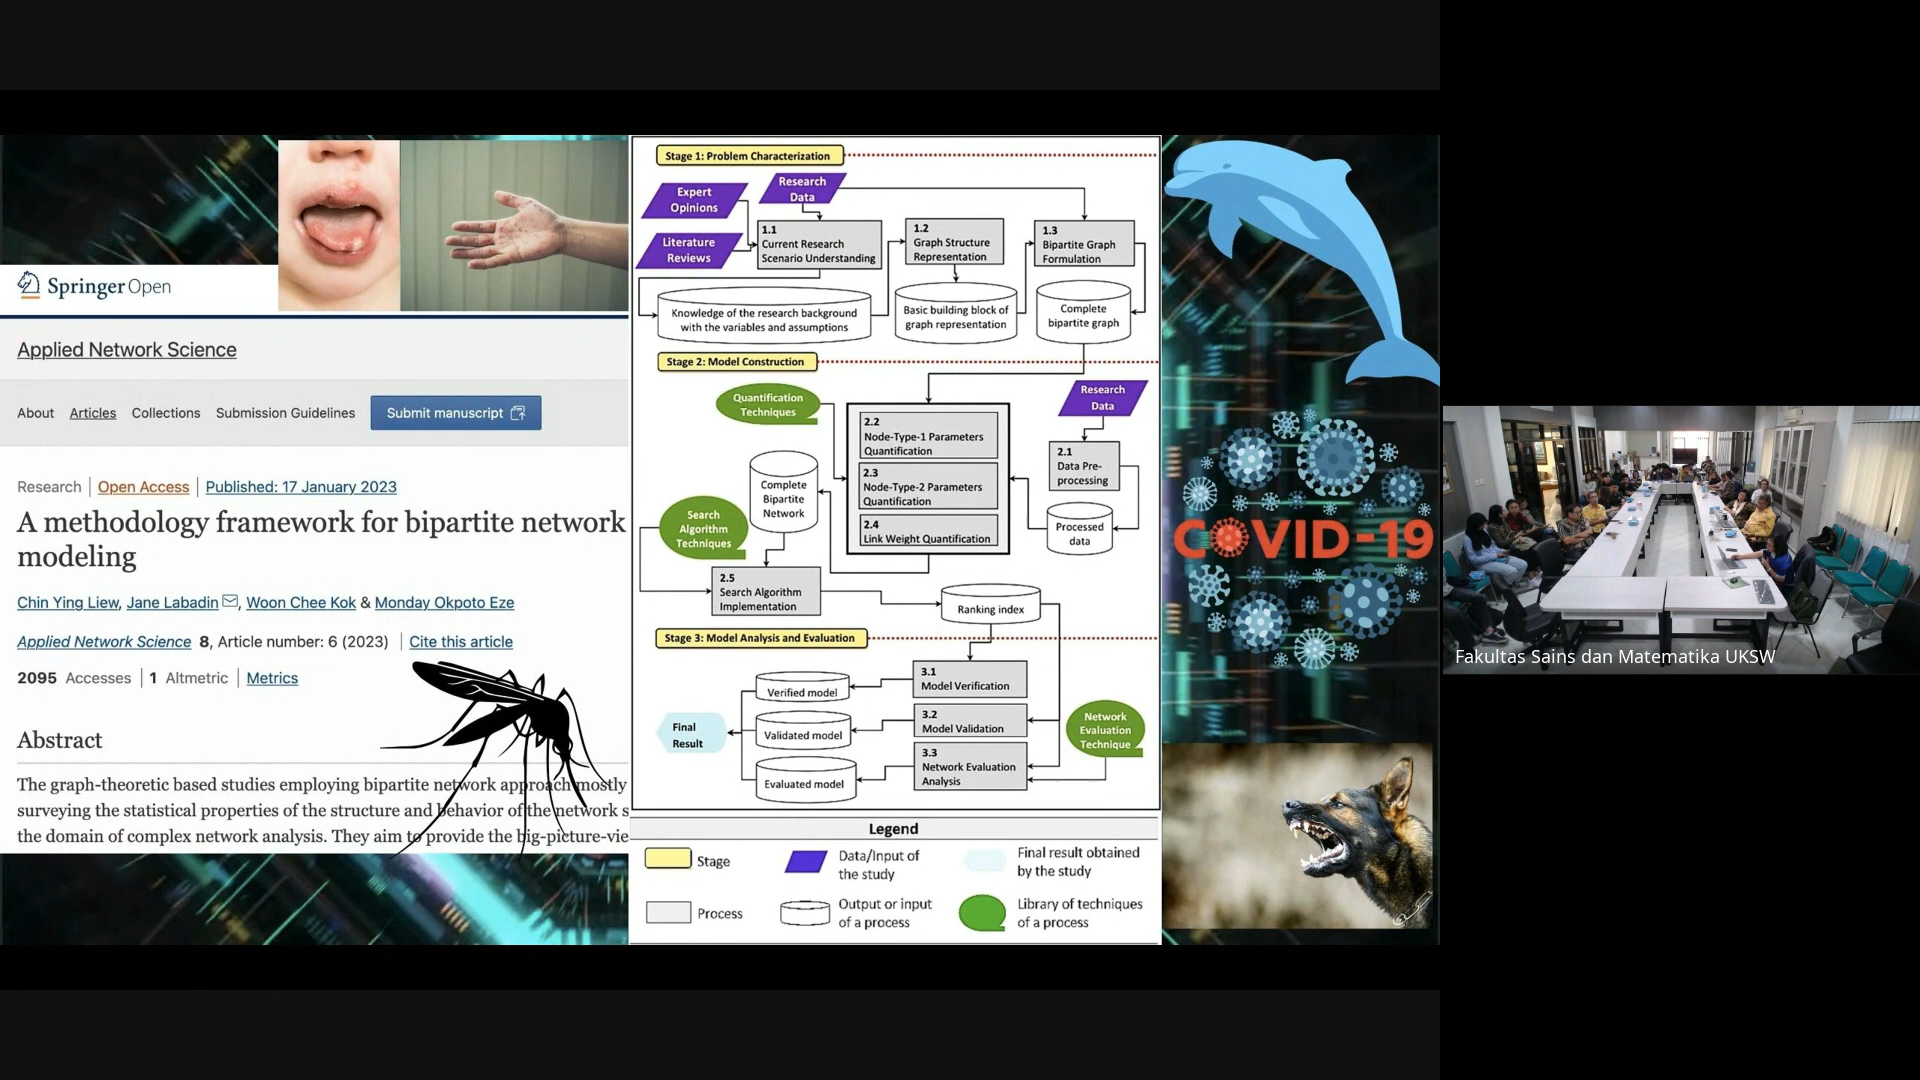 Springer Open
Applied Network Science
About Articles Collections Submission Guidelines Submit manuscript
Research | Open Access | Published: 17 January 2023
A methodology framework for bipartite network
modeling
Chin Ying Liew, Jane Labadin, Woon Chee Kok & Monday Okpoto Eze
Applied Network Science 8, Article number: 6 (2023) | Cite this article
2095 Accesses | 1 Altmetric | Metrics
Abstract
The graph-theoretic based studies employing bipartite network approach mostly
surveying the statistical properties of the structure and behavior of the network s
the domain of complex network analysis. They aim to provide the big-picture-vie
Stage 1: Problem Characterization
Expert
Opinions
Research
Data
Literature
Reviews
1.1
Current Research
Scenario Understanding
1.2
Graph Structure
Representation
1.3
Bipartite Graph
Formulation
Knowledge of the research background
with the variables and assumptions
Basic building block of
graph representation
Complete
bipartite graph
Stage 2: Model Construction
Quantification
Techniques
Research
Data
2.2
Node-Type-1 Parameters
Quantification
2.3
Node-Type-2 Parameters
Quantification
2.4
Link Weight Quantification
2.1
Data Pre-
processing
Complete
Bipartite
Network
Search
Algorithm
Techniques
Processed
data
2.5
Search Algorithm
Implementation
Ranking index
Stage 3: Model Analysis and Evaluation
3.1
Model Verification
Verified model
3.2
Model Validation
Validated model
Final
Result
Network
Evaluation
Technique
3.3
Network Evaluation
Analysis
Evaluated model
Legend
Stage
Data/Input of
the study
Final result obtained
by the study
Process
Output or input
of a process
Library of techniques
of a process
COVID-19
Fakultas Sains dan Matematika UKSW